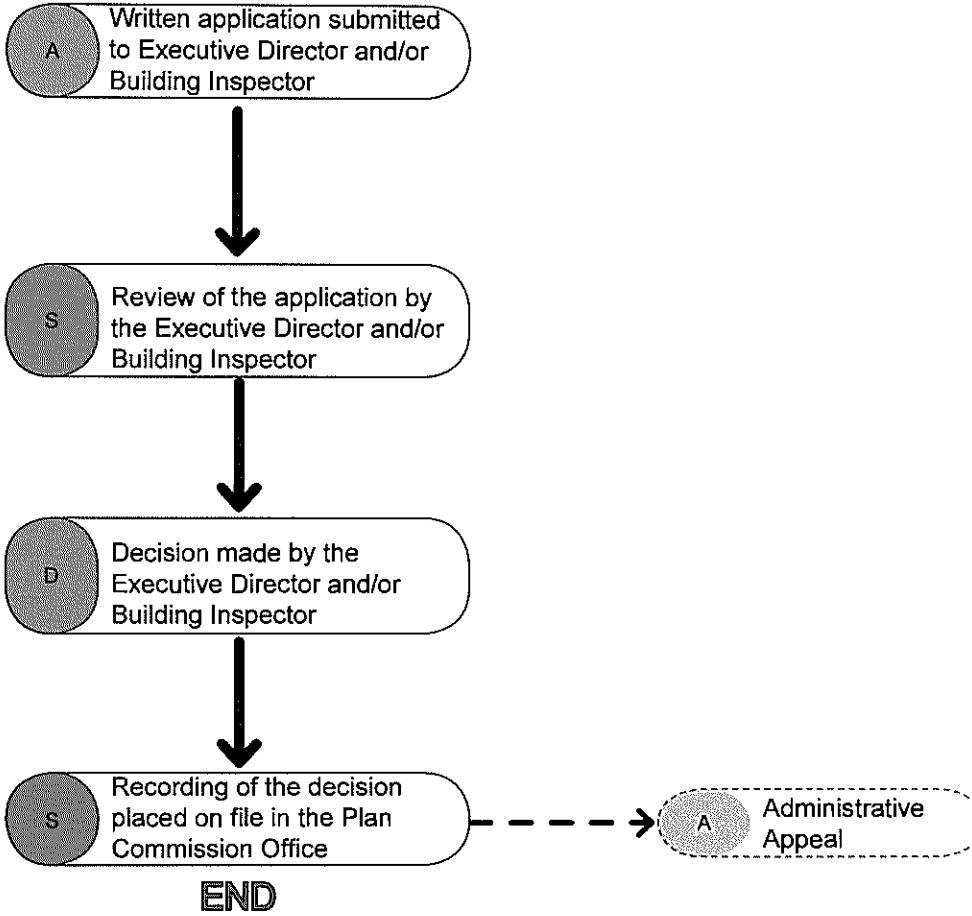 A
Written application submitted
to Executive Director and/or
Building Inspector
S
Review of the application by
the Executive Director and/or
Building Inspector
D
Decision made by the
Executive Director and/or
Building Inspector
S
Recording of the decision
placed on file in the Plan
Commission Office
END
A
Administrative
Appeal